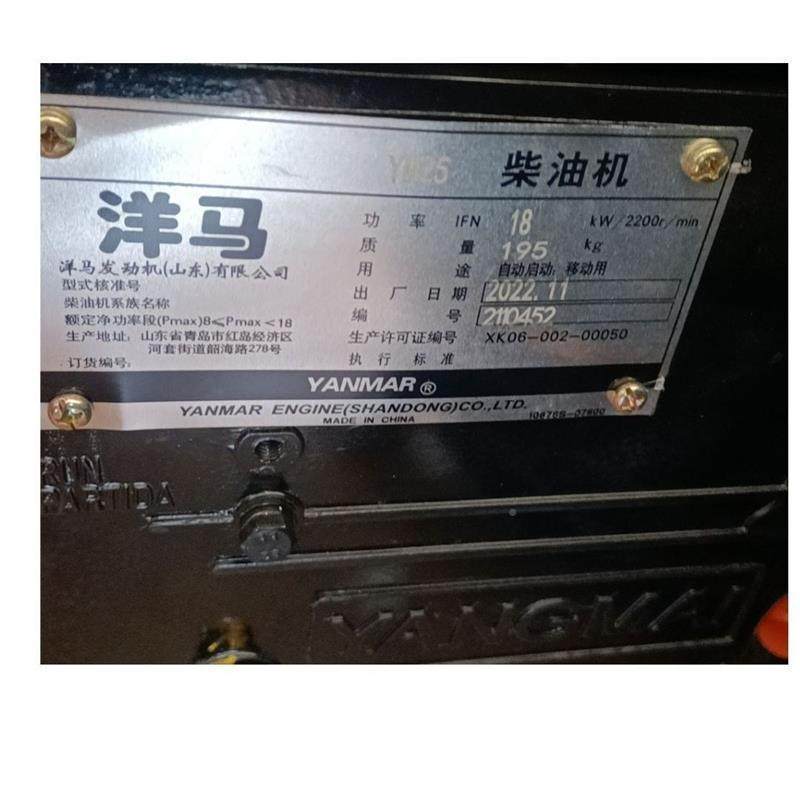 柴油机
洋马
洋马发动机(山东)有限公司
型式核准号
柴油机系族名称
额定净功率段(Pmax)8≤Pmax<18
生产地址: 山东省青岛市红岛经济区
河套街道韶海路278号
订货编号:
功率 IFN 18 kW/2200r/min
质量 195 kg
用途 自动启动;移动用
出厂日期 2022.11
编号 2110452
生产许可证编号 XK06-002-00050
执行标准
YANMAR®
YANMAR ENGINE(SHANDONG)CO.,LTD.
MADE IN CHINA
RUN
PARTIDA
YANGMAI